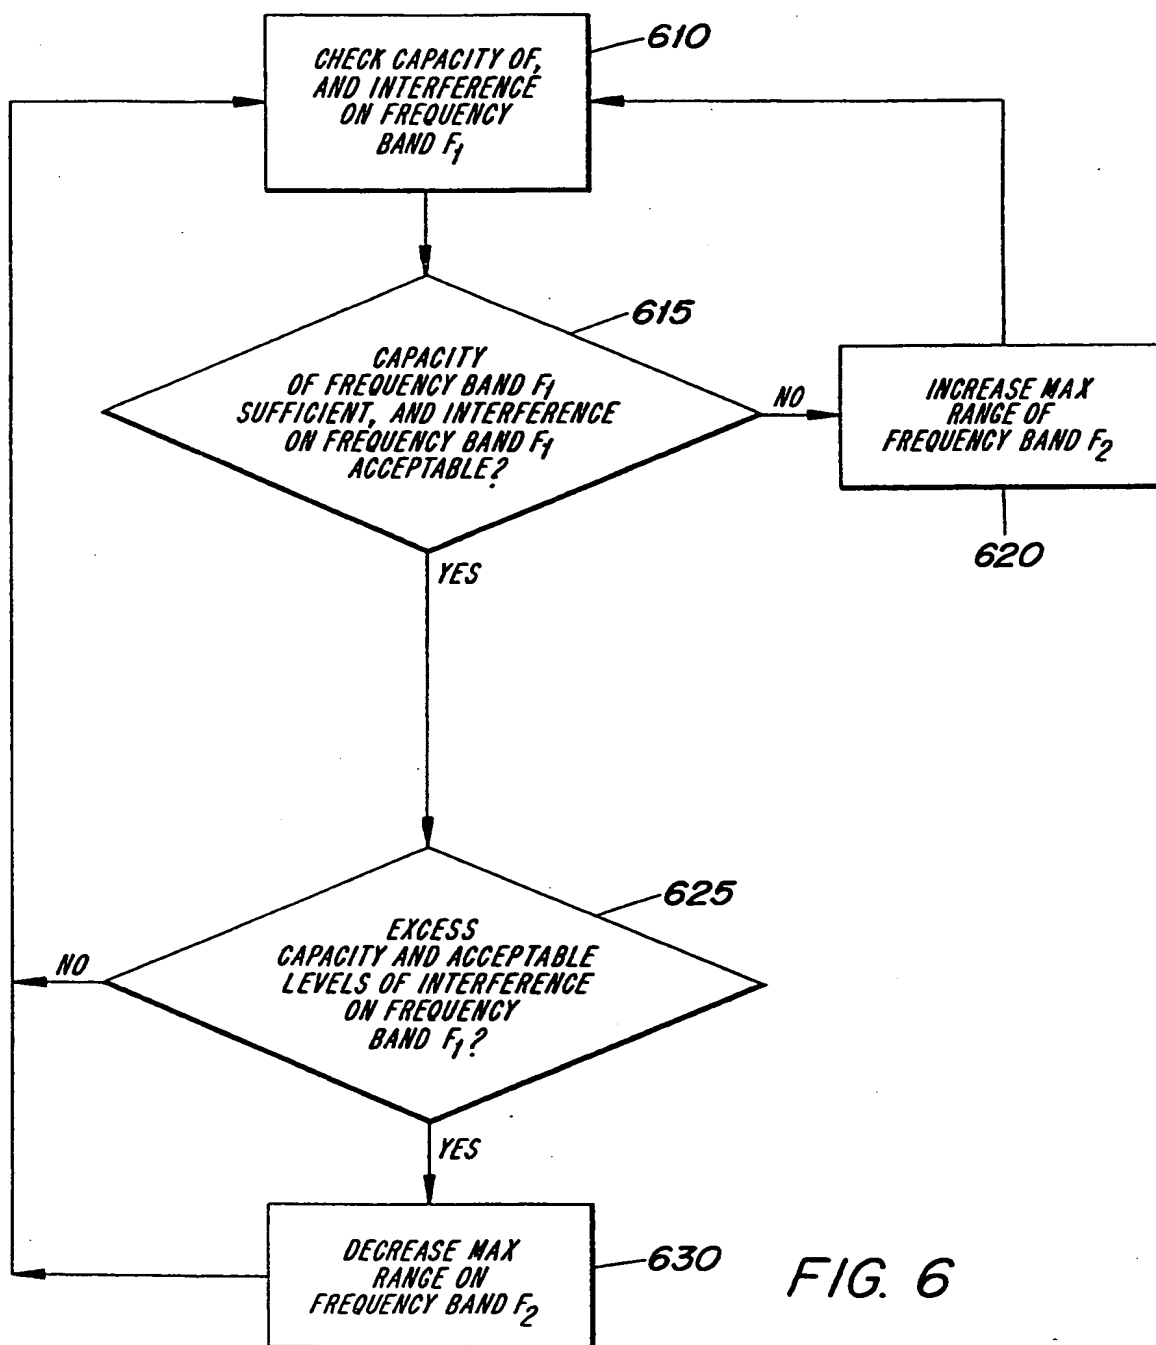 610
CHECK CAPACITY OF,
AND INTERFERENCE
ON FREQUENCY
BAND F1
615
CAPACITY
OF FREQUENCY BAND F1
SUFFICIENT, AND INTERFERENCE
ON FREQUENCY BAND F1
ACCEPTABLE?
NO
INCREASE MAX
RANGE OF
FREQUENCY BAND F2
620
YES
625
EXCESS
CAPACITY AND ACCEPTABLE
LEVELS OF INTERFERENCE
ON FREQUENCY
BAND F1?
NO
YES
DECREASE MAX
RANGE ON
FREQUENCY BAND F2
630
FIG. 6